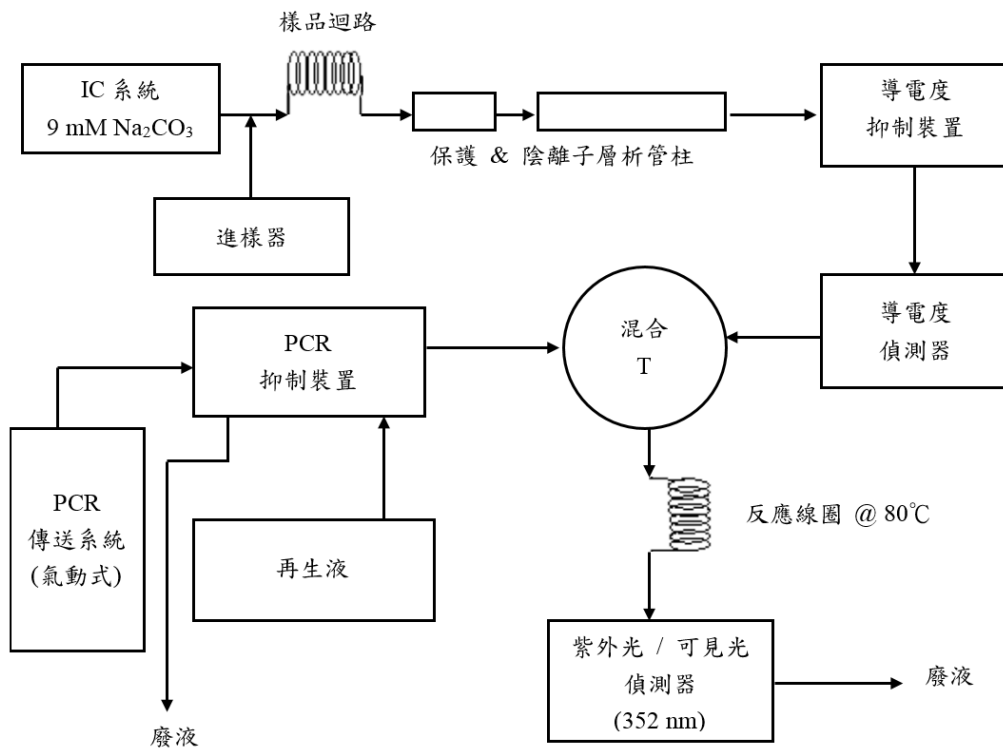 樣品迴路
IC 系統
9 mM Na₂CO₃
導電度
抑制裝置
保護 & 陰離子層析管柱
進樣器
導電度
偵測器
混合
T
PCR
抑制裝置
PCR
傳送系統
(氣動式)
再生液
反應線圈 @ 80℃
紫外光 / 可見光
偵測器
(352 nm)
廢液
廢液